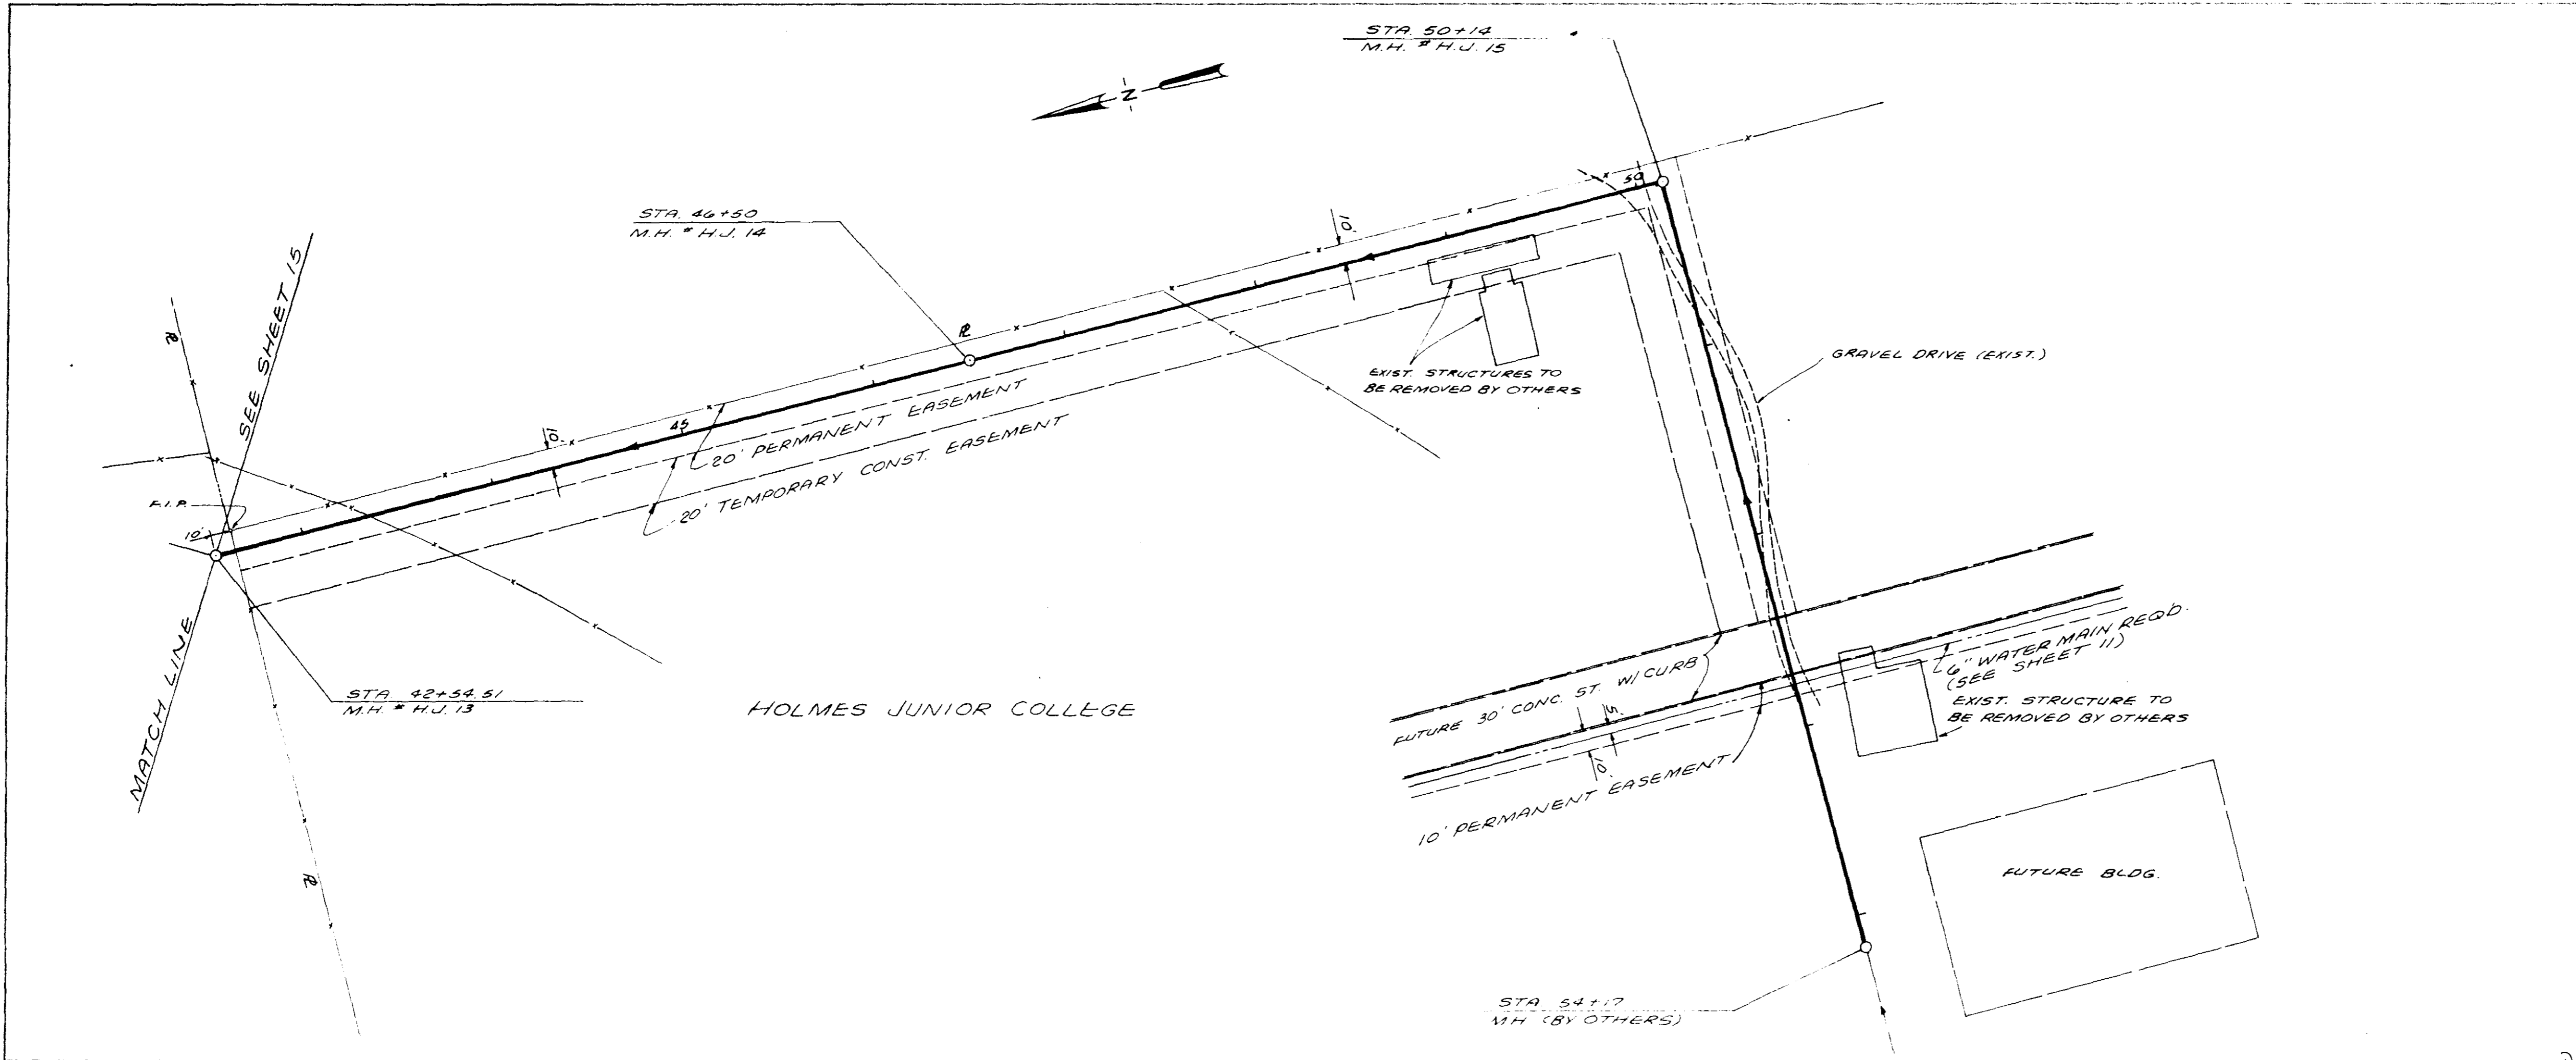 STA. 50+14
M.H. # H.J. 15
N
STA. 46+50
M.H. # H.J. 14
50
10'
SEE SHEET 15
EXIST. STRUCTURES TO
BE REMOVED BY OTHERS
GRAVEL DRIVE (EXIST.)
45
10'
20' PERMANENT EASEMENT
20' TEMPORARY CONST. EASEMENT
F.I.P.
10'
MATCH LINE
STA. 42+54.51
M.H. # H.J. 13
HOLMES JUNIOR COLLEGE
FUTURE 30' CONC. ST. W/ CURB
5'
10'
10' PERMANENT EASEMENT
6" WATER MAIN REQD.
(SEE SHEET 11)
EXIST. STRUCTURE TO
BE REMOVED BY OTHERS
FUTURE BLDG.
STA. 54+17
MH (BY OTHERS)